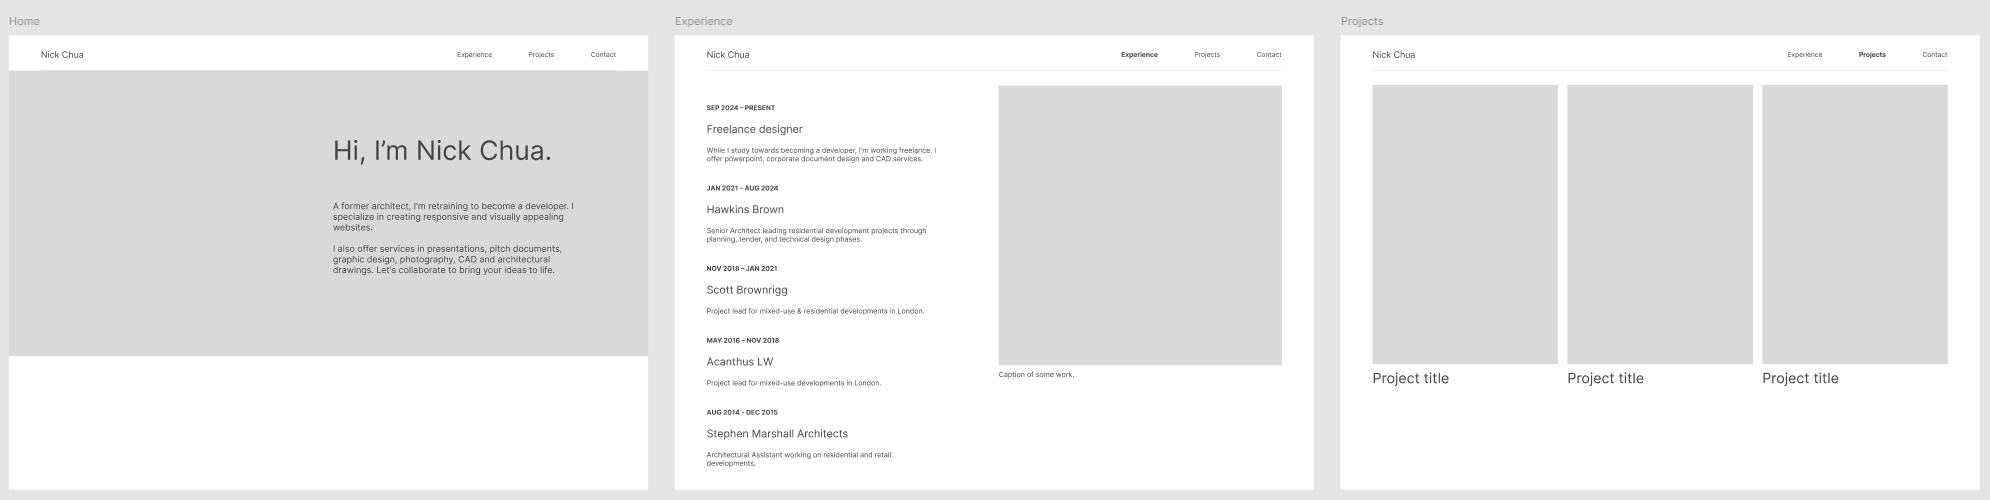 Home
Nick Chua
Experience
Projects
Contact
Hi, I’m Nick Chua.
A former architect, I'm retraining to become a developer. I
specialize in creating responsive and visually appealing
websites.
I also offer services in presentations, pitch documents,
graphic design, photography, CAD and architectural
drawings. Let's collaborate to bring your ideas to life.
Experience
Nick Chua
Experience
Projects
Contact
SEP 2024 – PRESENT
Freelance designer
While I study towards becoming a developer, I'm working freelance. I
offer powerpoint, corporate document design and CAD services.
JAN 2021 – AUG 2024
Hawkins Brown
Senior Architect leading residential development projects through
planning, tender, and technical design phases.
NOV 2018 – JAN 2021
Scott Brownrigg
Project lead for mixed-use & residential developments in London.
MAY 2016 – NOV 2018
Acanthus LW
Project lead for mixed-use developments in London.
AUG 2014 – DEC 2015
Stephen Marshall Architects
Architectural Assistant working on residential and retail
developments.
Caption of some work.
Projects
Nick Chua
Experience
Projects
Contact
Project title
Project title
Project title